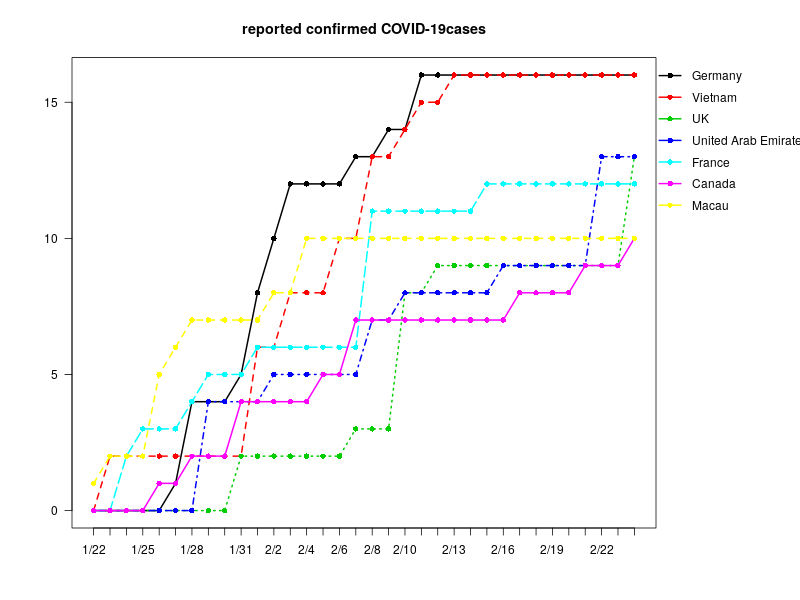 reported confirmed COVID-19cases
15
10
5
0
1/22 1/25 1/28 1/31 2/2 2/4 2/6 2/8 2/10 2/13 2/16 2/19 2/22
Germany
Vietnam
UK
United Arab Emirate
France
Canada
Macau